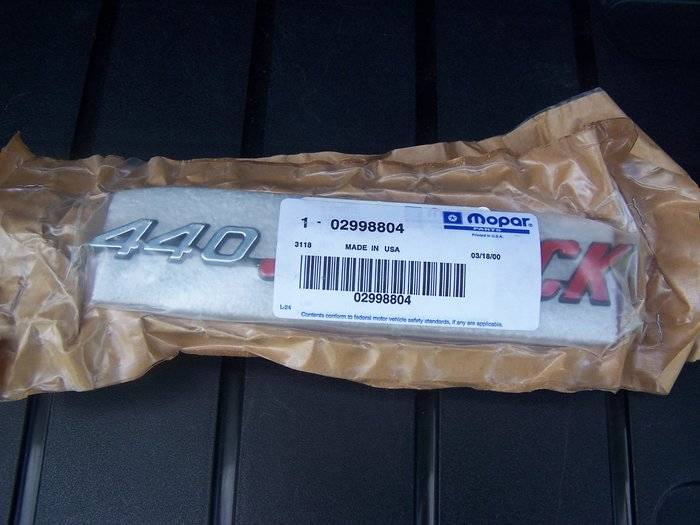 440
CK
1 - 02998804
Mopar®
PARTS
Printed in U.S.A.
3118 MADE IN USA 03/18/00
02998804
L-24
Contents conform to federal motor vehicle safety standards, if any are applicable.